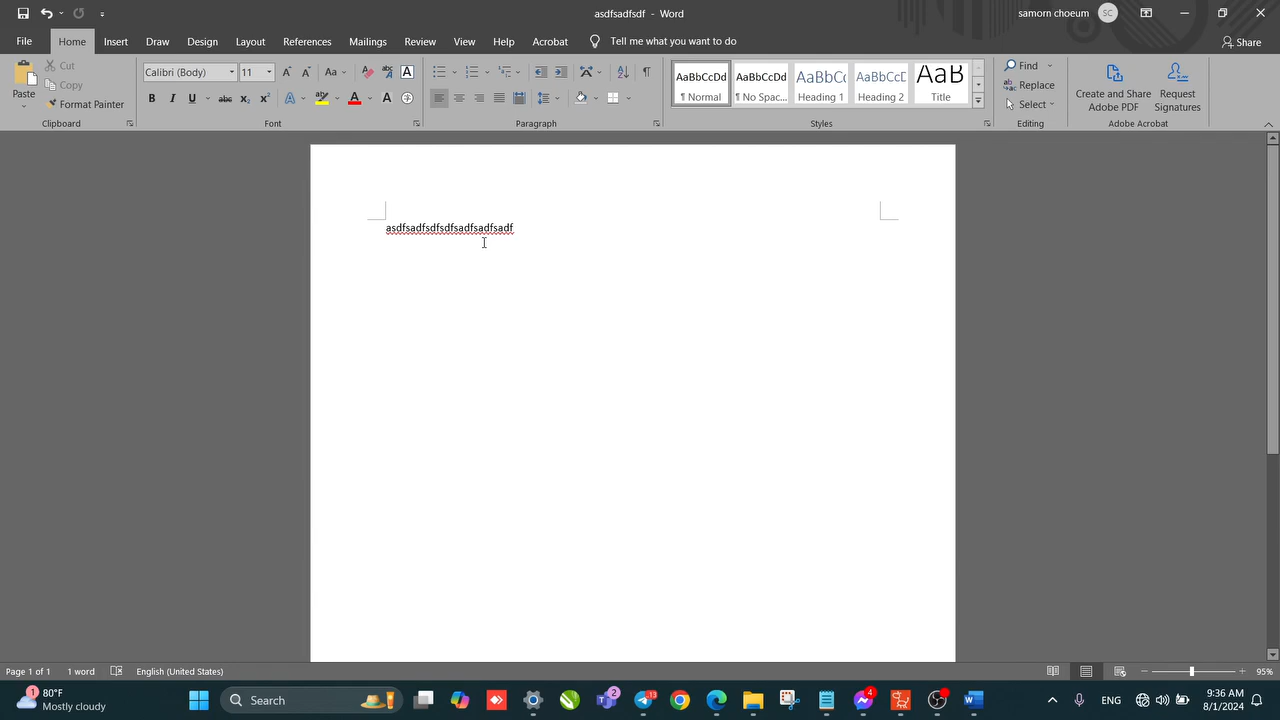 asdfsadfsdf - Word
samorn choeum SC
File Home Insert Draw Design Layout References Mailings Review View Help Acrobat Tell me what you want to do Share
Paste
Cut
Copy
Format Painter
Clipboard
Calibri (Body) 11
Aa
A
B I U abc x₂ x² A A A
Font
Paragraph
AaBbCcDd AaBbCcDd AaBbCc AaBbCcD AaB
¶ Normal ¶ No Spac... Heading 1 Heading 2 Title
Styles
Find
Replace
Select
Editing
Create and Share
Adobe PDF
Request
Signatures
Adobe Acrobat
asdfsadfsdfsdfsadfsadfsadf
Page 1 of 1 1 word English (United States) 95%
1
80°F
Mostly cloudy
Search
2
13
4
ENG
9:36 AM
8/1/2024